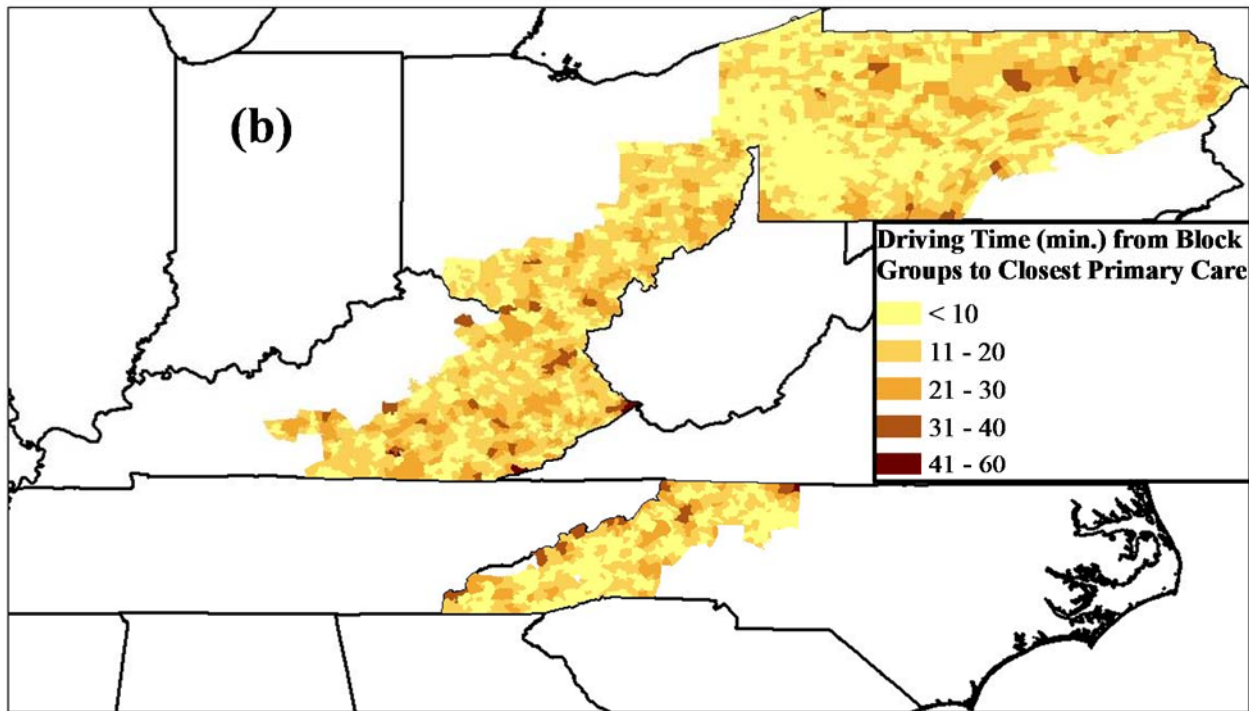 (b)
Driving Time (min.) from Block
Groups to Closest Primary Care
< 10
11 - 20
21 - 30
31 - 40
41 - 60